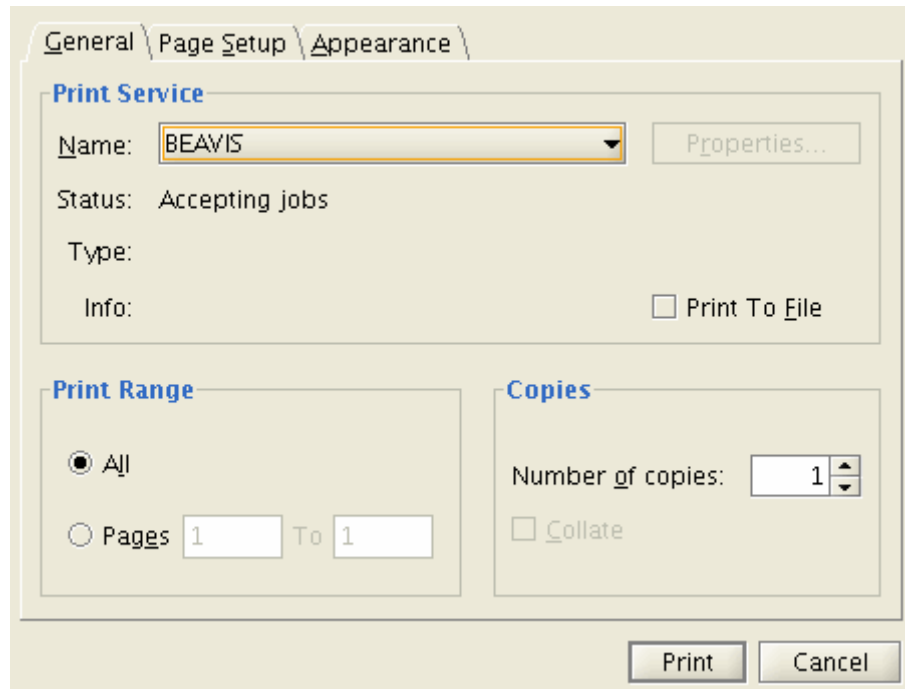 General Page Setup Appearance
Print Service
Name: BEAVIS Properties...
Status: Accepting jobs
Type:
Info: Print To File
Print Range
All
Pages 1 To 1
Copies
Number of copies: 1
Collate
Print Cancel